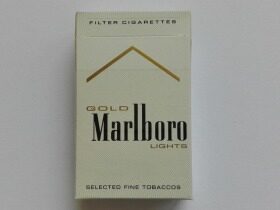 FILTER CIGARETTES
GOLD
Marlboro
LIGHTS
SELECTED FINE TOBACCOS